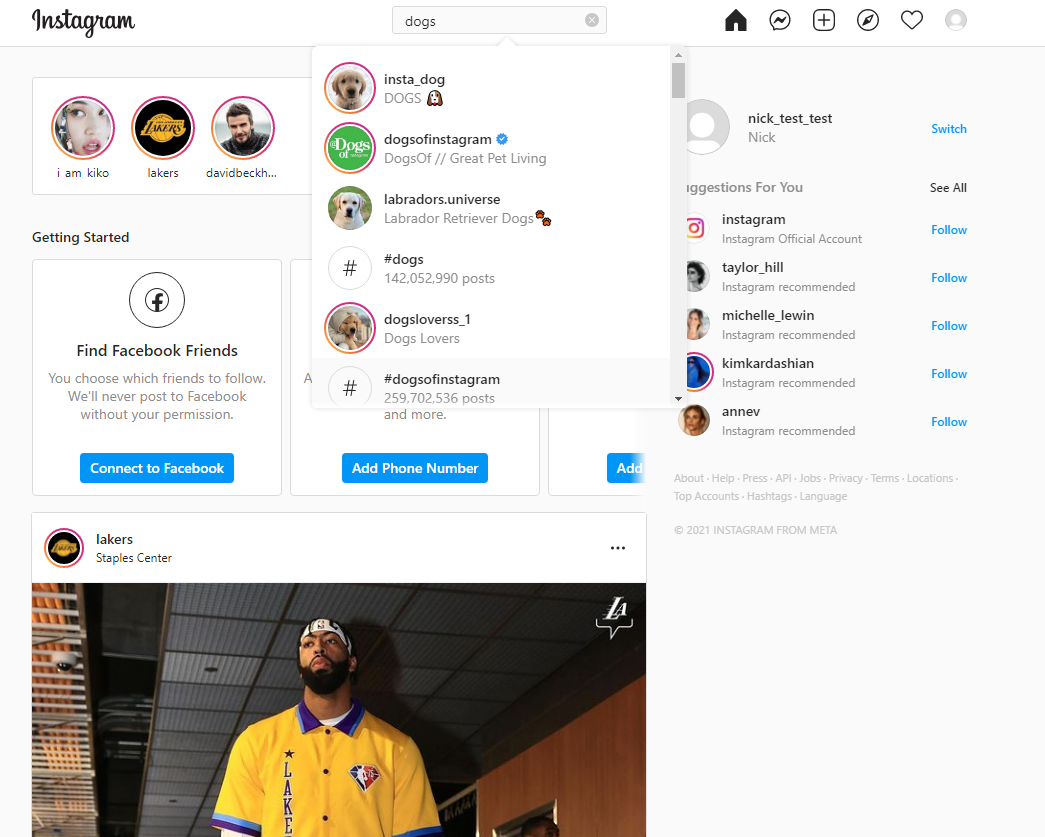 Instagram
dogs
insta_dog
DOGS 🐶
dogsofinstagram
@Dogs of
DogsOf // Great Pet Living
labradors.universe
Labrador Retriever Dogs🐾
#dogs
#
142,052,990 posts
dogsloverss_1
Dogs Lovers
#dogsofinstagram
#
259,702,536 posts
i am kiko
lakers
davidbeckh...
LAKERS
nick_test_test
Nick
Switch
uggestions For You
See All
instagram
Instagram Official Account
Follow
taylor_hill
Instagram recommended
Follow
michelle_lewin
Instagram recommended
Follow
kimkardashian
Instagram recommended
Follow
annev
Instagram recommended
Follow
About · Help · Press · API · Jobs · Privacy · Terms · Locations ·
Top Accounts · Hashtags · Language
© 2021 INSTAGRAM FROM META
Getting Started
Find Facebook Friends
You choose which friends to follow.
We'll never post to Facebook
without your permission.
Connect to Facebook
A
and more.
Add Phone Number
Add
lakers
Staples Center
LA
LAKE